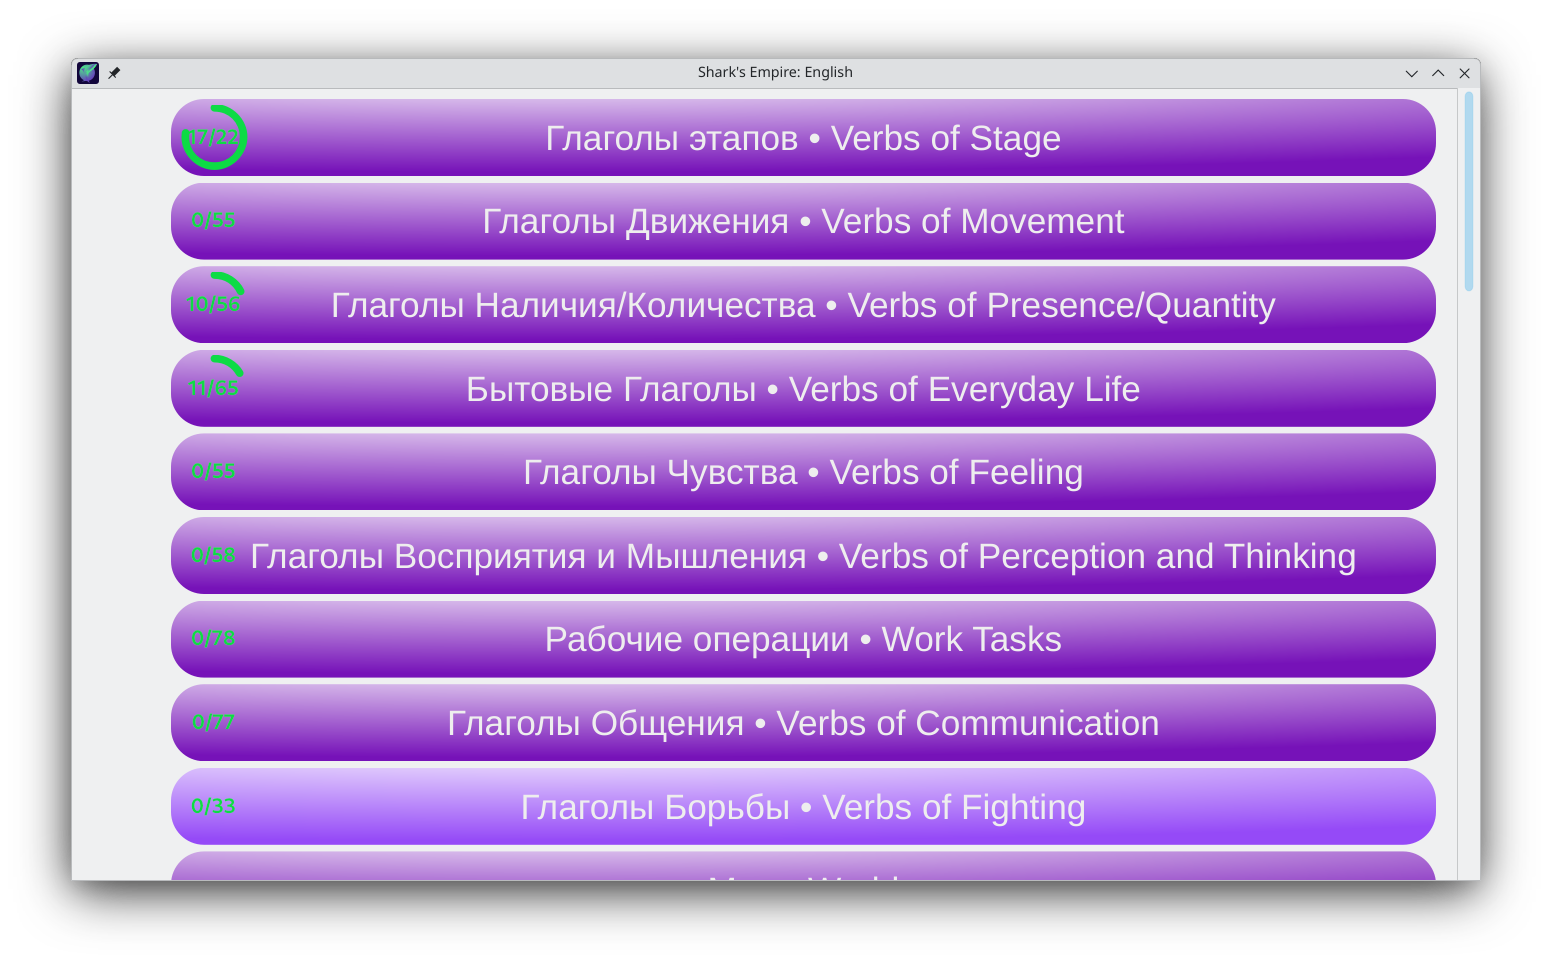 Shark's Empire: English
17/22 Глаголы этапов • Verbs of Stage
0/55 Глаголы Движения • Verbs of Movement
10/56 Глаголы Наличия/Количества • Verbs of Presence/Quantity
11/65 Бытовые Глаголы • Verbs of Everyday Life
0/55 Глаголы Чувства • Verbs of Feeling
0/58 Глаголы Восприятия и Мышления • Verbs of Perception and Thinking
0/78 Рабочие операции • Work Tasks
0/77 Глаголы Общения • Verbs of Communication
0/33 Глаголы Борьбы • Verbs of Fighting